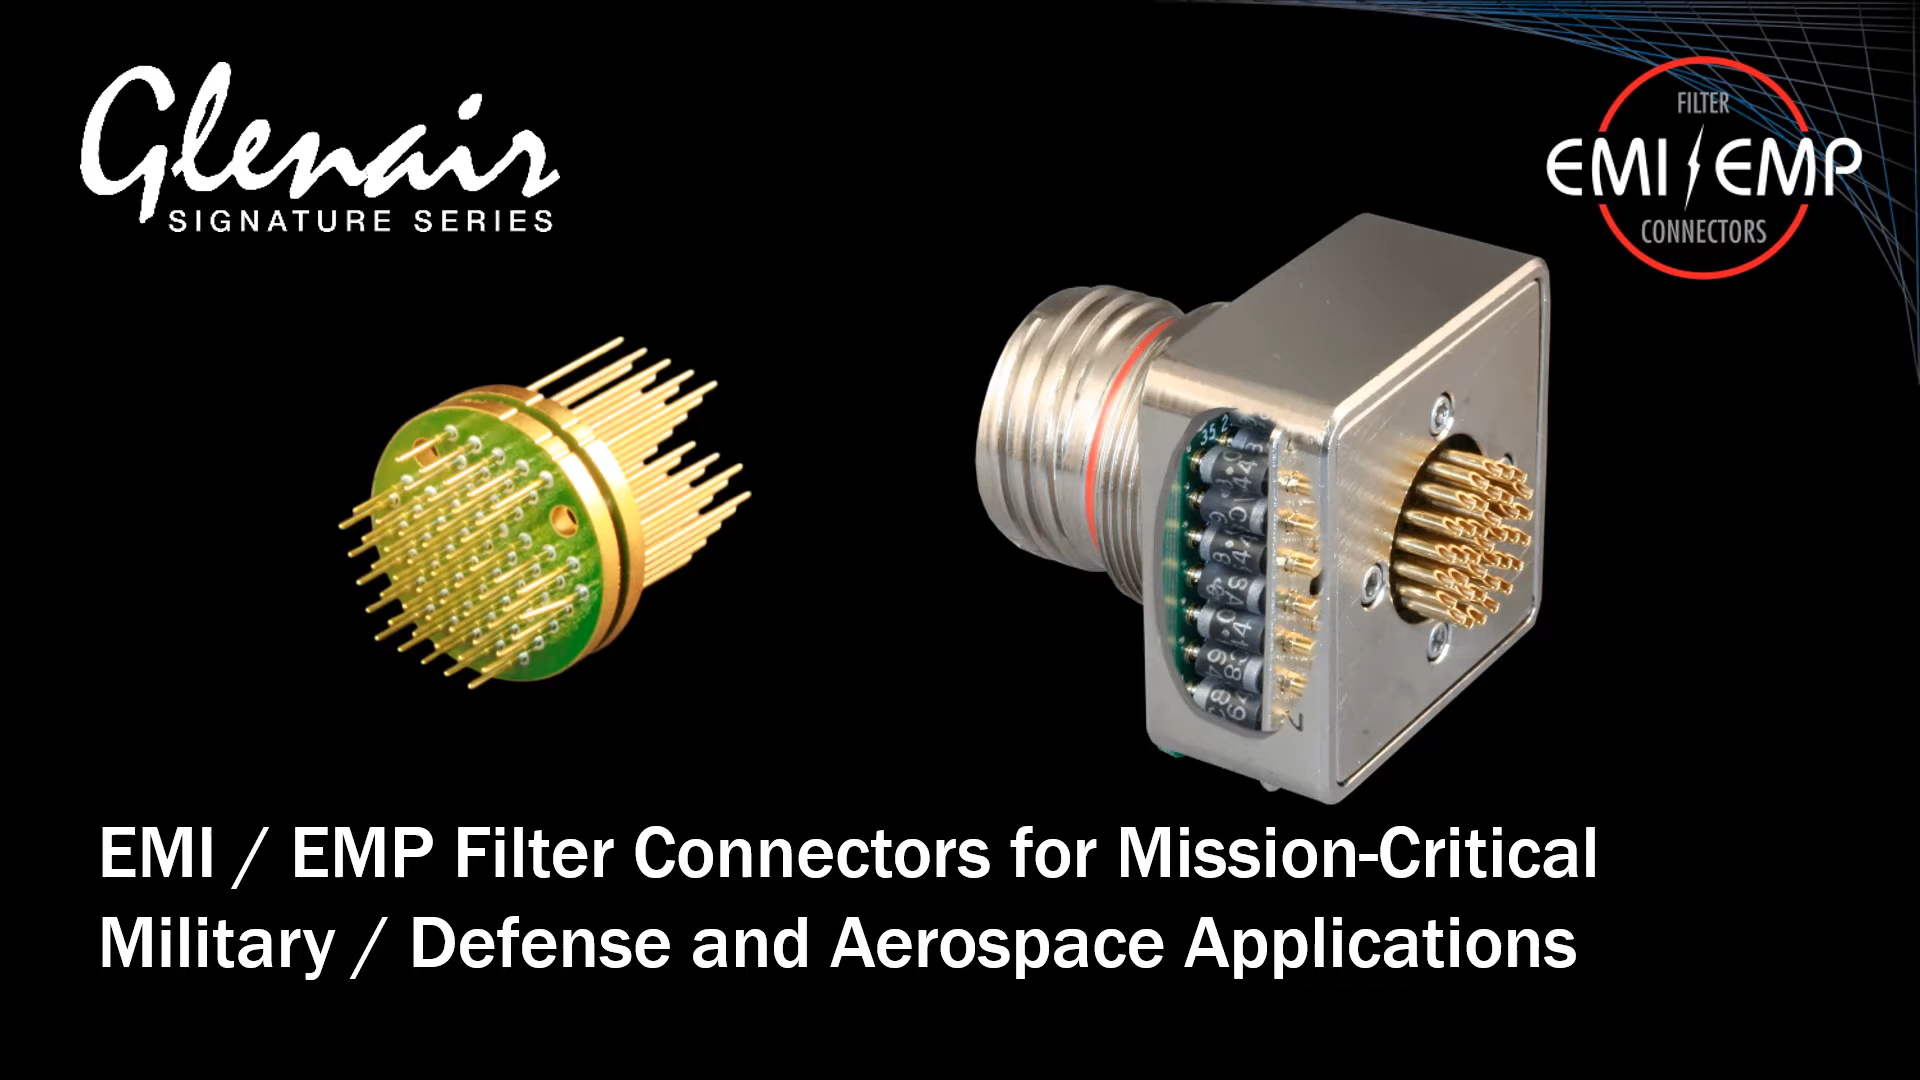 Glenair
SIGNATURE SERIES
FILTER
EMI/EMP
CONNECTORS
EMI / EMP Filter Connectors for Mission-Critical
Military / Defense and Aerospace Applications